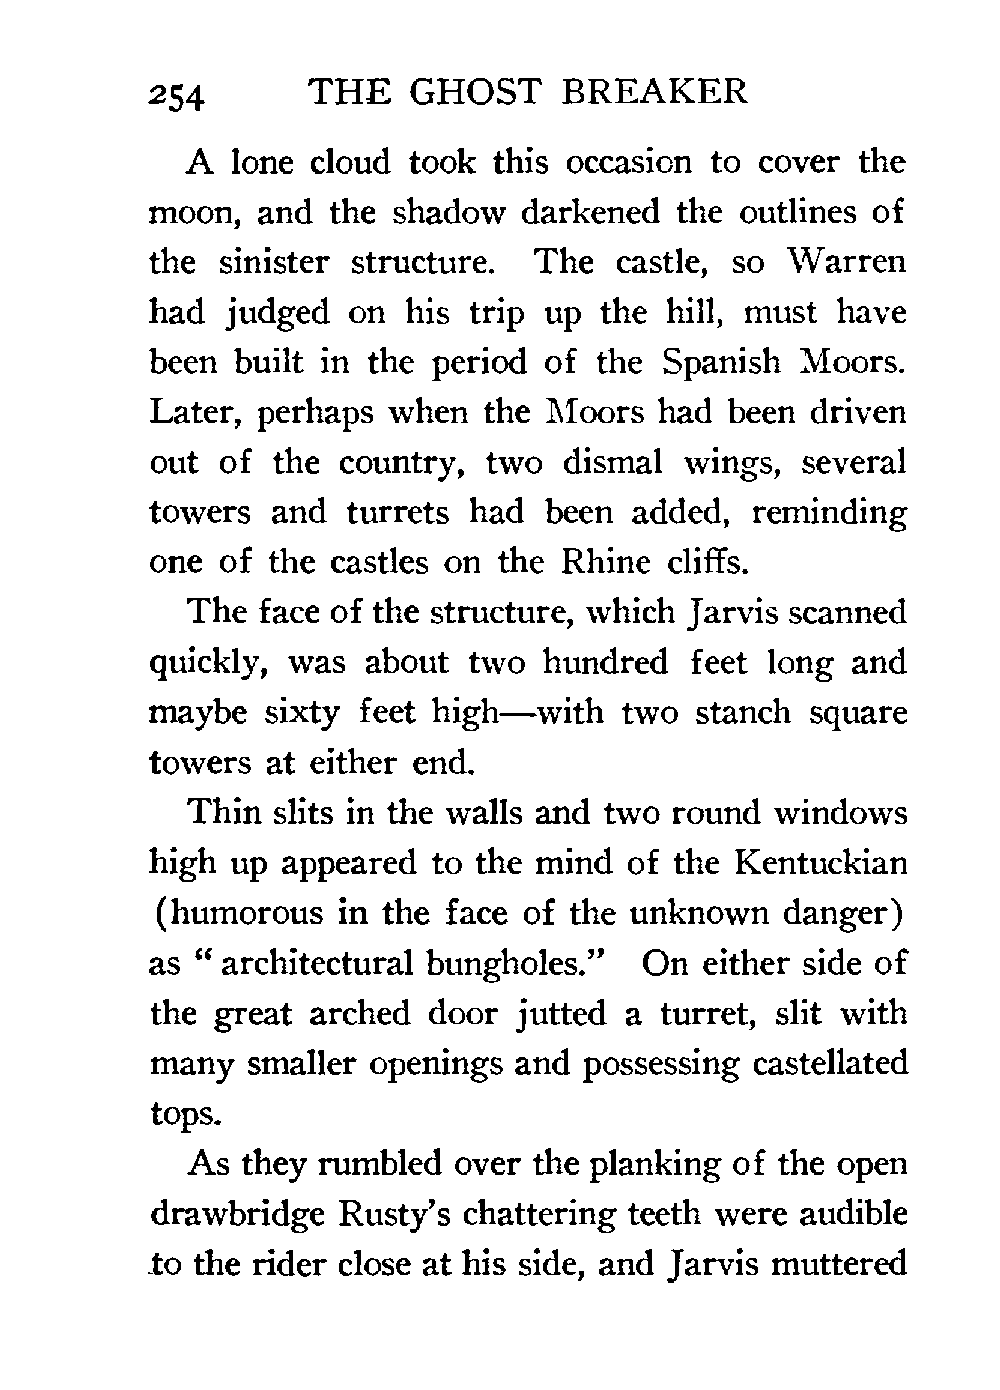 254 THE GHOST BREAKER
A lone cloud took this occasion to cover the
moon, and the shadow darkened the outlines of
the sinister structure. The castle, so Warren
had judged on his trip up the hill, must have
been built in the period of the Spanish Moors.
Later, perhaps when the Moors had been driven
out of the country, two dismal wings, several
towers and turrets had been added, reminding
one of the castles on the Rhine cliffs.
The face of the structure, which Jarvis scanned
quickly, was about two hundred feet long and
maybe sixty feet high—with two stanch square
towers at either end.
Thin slits in the walls and two round windows
high up appeared to the mind of the Kentuckian
(humorous in the face of the unknown danger)
as “ architectural bungholes.” On either side of
the great arched door jutted a turret, slit with
many smaller openings and possessing castellated
tops.
As they rumbled over the planking of the open
drawbridge Rusty’s chattering teeth were audible
to the rider close at his side, and Jarvis muttered